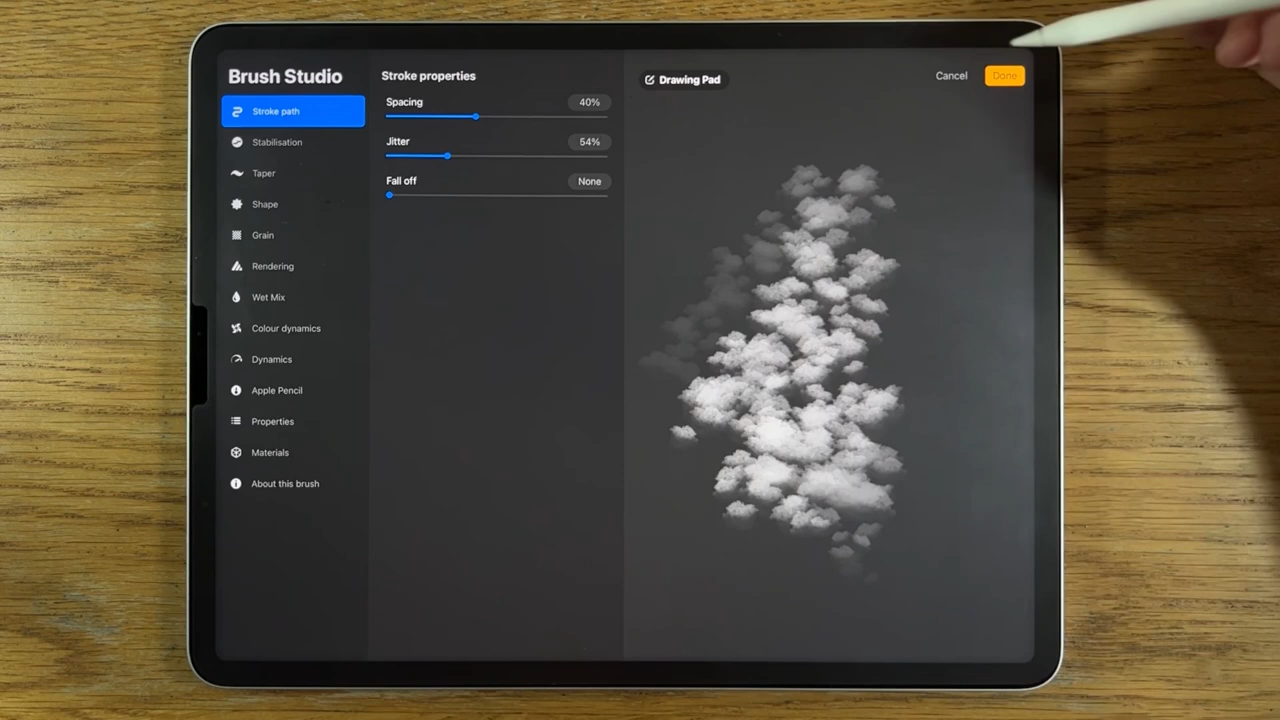 Brush Studio
Stroke path
Stabilisation
Taper
Shape
Grain
Rendering
Wet Mix
Colour dynamics
Dynamics
Apple Pencil
Properties
Materials
About this brush
Stroke properties
Spacing 40%
Jitter 54%
Fall off None
Drawing Pad
Cancel Done